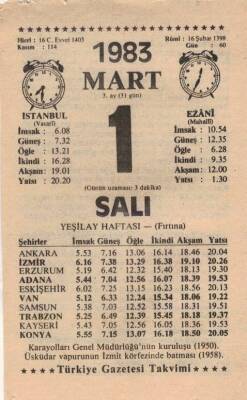 Hicrî : 16 C. Evvel 1403
Kasım : 114
Rûmî : 16 Şubat 1398
Gün : 60
1983
MART
3. ay (31 gün)
1
(Günün uzaması: 3 dakika)
İSTANBUL
(Vasatî)
İmsak : 6.08
Güneş : 7.32
Öğle : 13.21
İkindi : 16.28
Akşam : 19.01
Yatsı : 20.20
EZÂNÎ
(Mahallî)
İmsak : 10.54
Güneş : 12.35
Öğle : 6.28
İkindi : 9.35
Akşam : 12.00
Yatsı : 1.30
SALI
YEŞİLAY HAFTASI — (Fırtına)
Şehirler İmsak Güneş Öğle İkindi Akşam Yatsı
ANKARA 5.53 7.16 13.06 16.14 18.46 20.04
İZMİR 6.16 7.38 13.29 16.38 19.10 20.26
ERZURUM 5.19 6.42 12.32 15.40 18.13 19.30
ADANA 5.44 7.04 12.56 16.07 18.39 19.53
ESKİŞEHİR 6.02 7.25 13.15 16.23 18.56 20.13
VAN 5.12 6.33 12.24 15.34 18.06 19.22
SAMSUN 5.38 7.03 12.52 15.58 18.31 19.51
TRABZON 5.25 6.49 12.39 15.45 18.18 19.37
KAYSERİ 5.43 7.05 12.56 16.05 18.38 19.53
KONYA 5.55 7.15 13.07 16.18 18.50 20.05
Karayolları Genel Müdürlüğü'nün kuruluşu (1950).
Üsküdar vapurunun İzmit körfezinde batması (1958).
★★★★ Türkiye Gazetesi Takvimi ★★★★